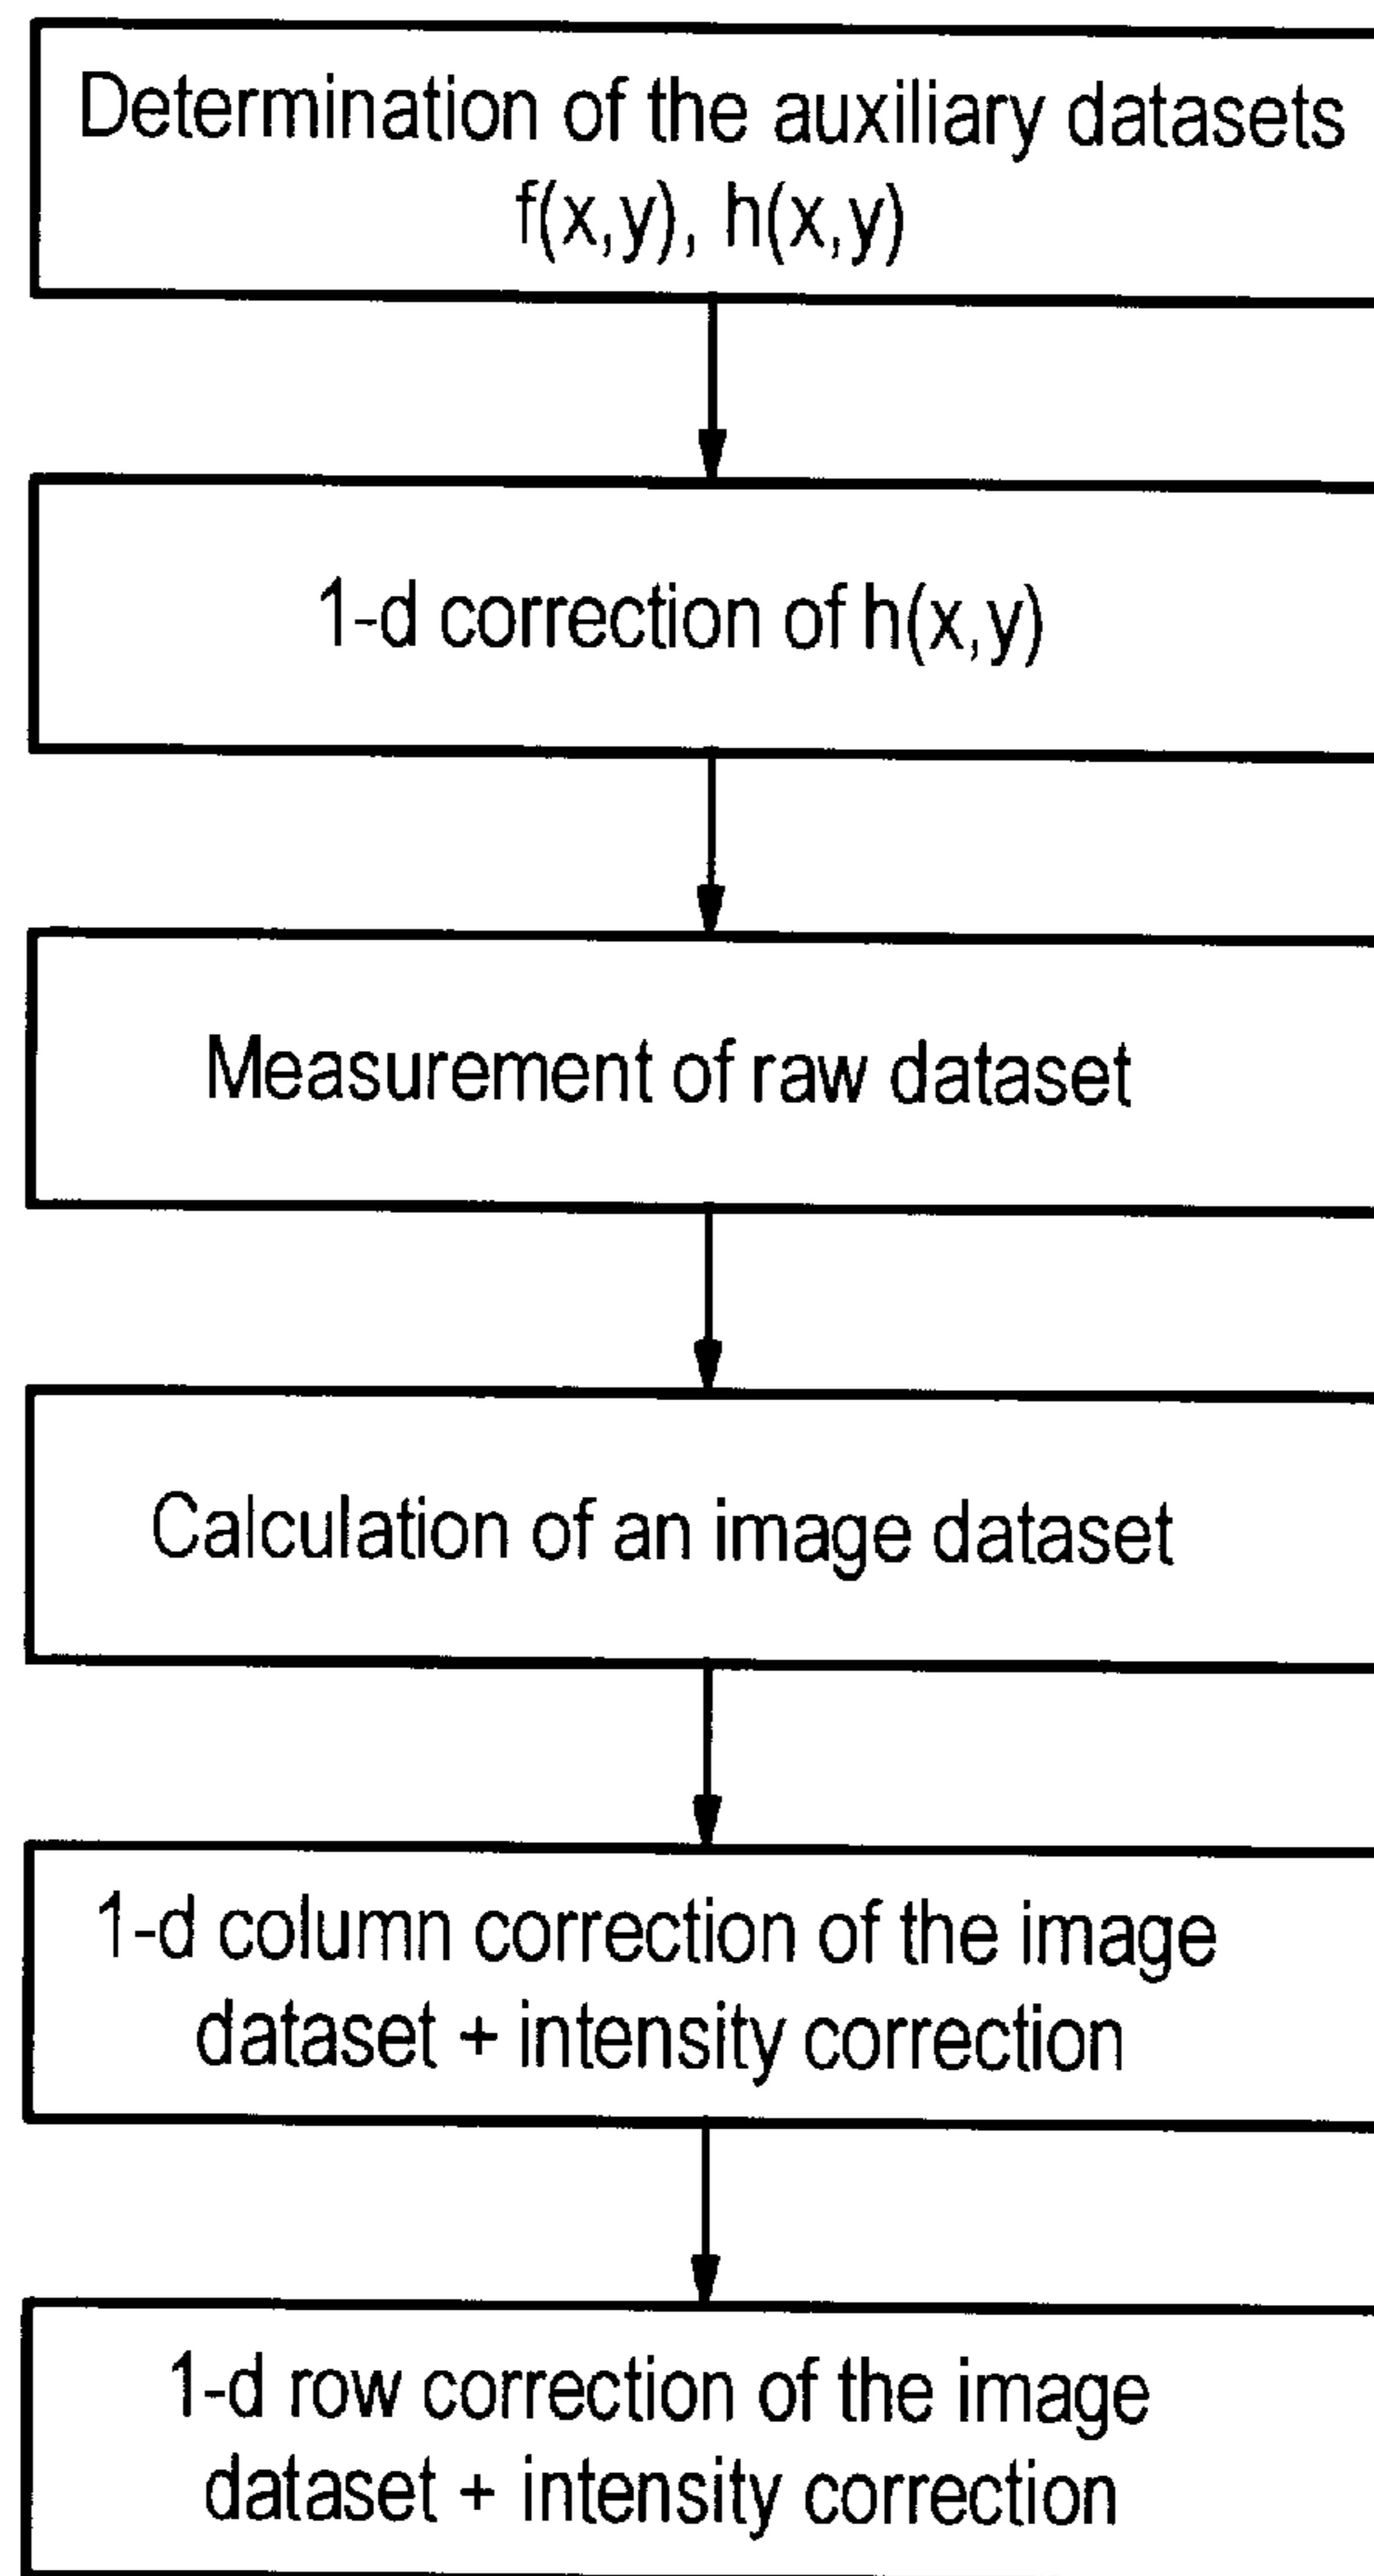 Determination of the auxiliary datasets
f(x,y), h(x,y)
1-d correction of h(x,y)
Measurement of raw dataset
Calculation of an image dataset
1-d column correction of the image
dataset + intensity correction
1-d row correction of the image
dataset + intensity correction